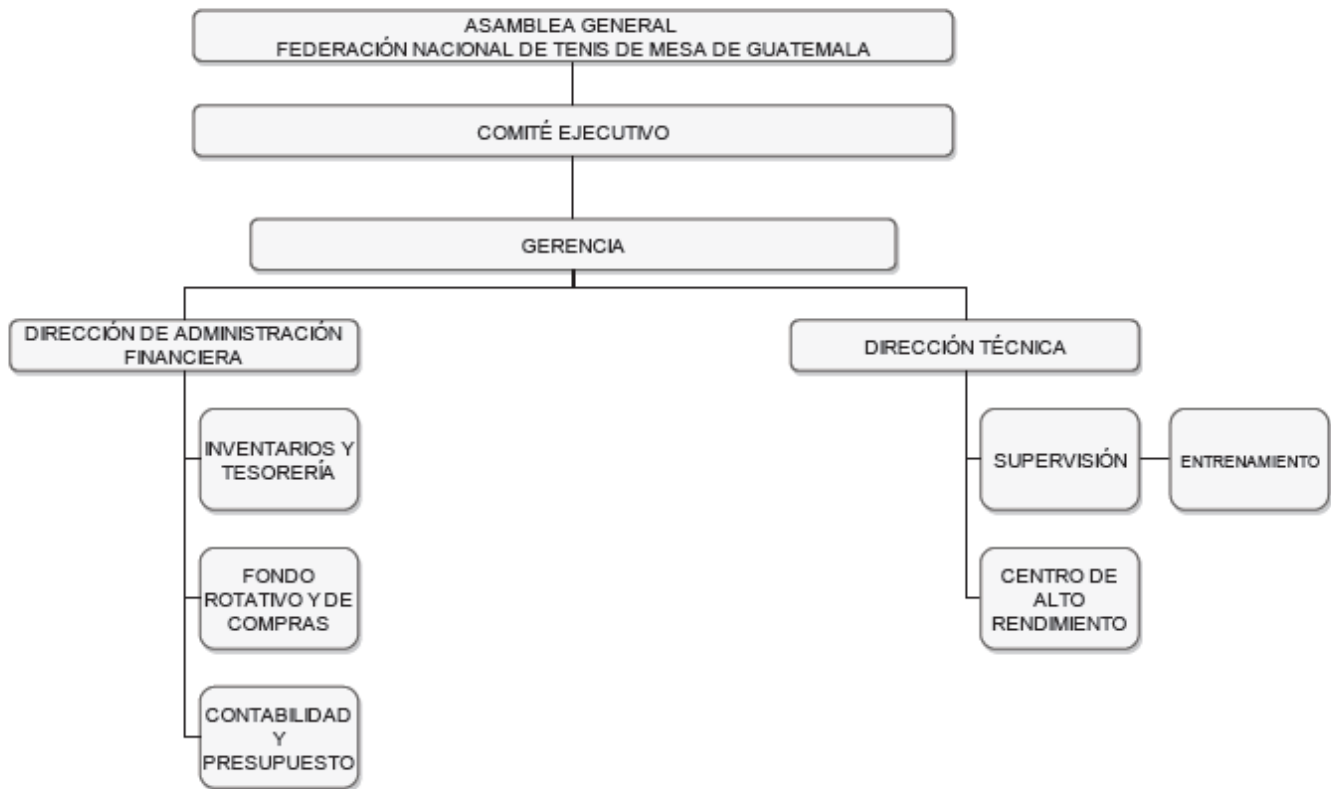 ASAMBLEA GENERAL
FEDERACIÓN NACIONAL DE TENIS DE MESA DE GUATEMALA
COMITÉ EJECUTIVO
GERENCIA
DIRECCIÓN DE ADMINISTRACIÓN
FINANCIERA
DIRECCIÓN TÉCNICA
INVENTARIOS Y
TESORERÍA
SUPERVISIÓN
ENTRENAMIENTO
FONDO
ROTATIVO Y DE
COMPRAS
CENTRO DE
ALTO
RENDIMIENTO
CONTABILIDAD
Y
PRESUPUESTO